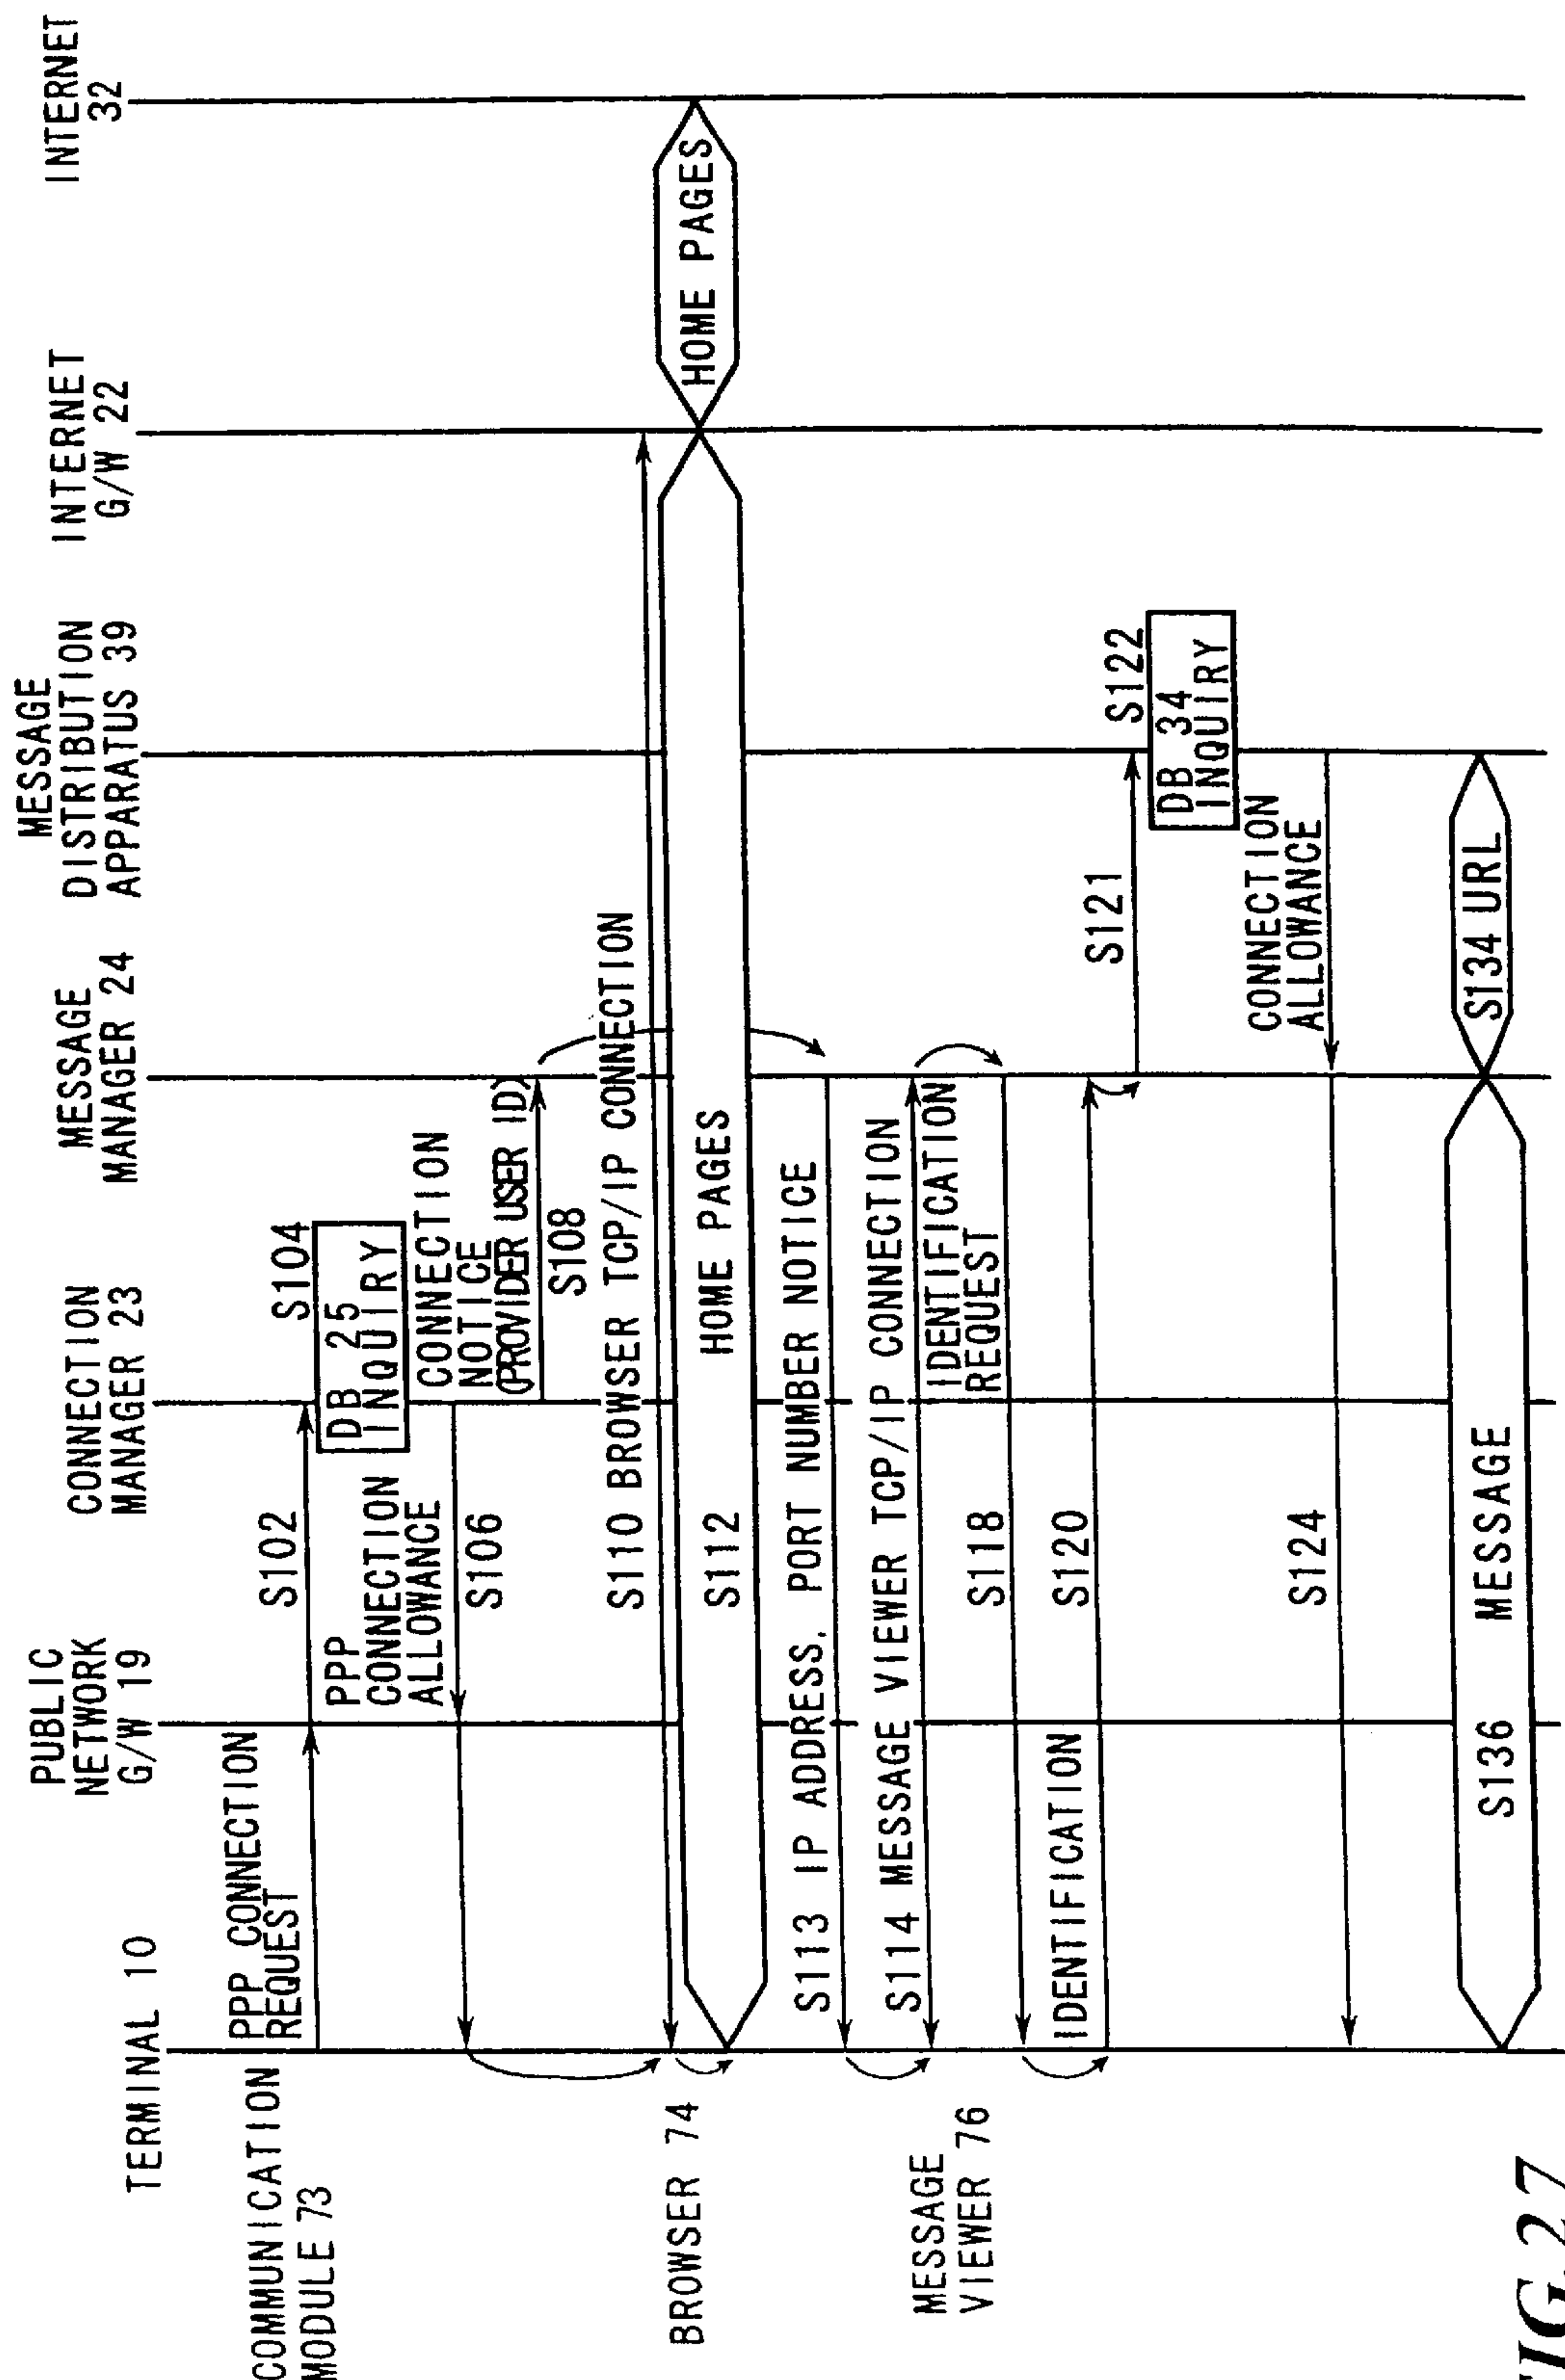 TERMINAL 10
PUBLIC
NETWORK
G/W 19
CONNECTION
MANAGER 23
MESSAGE
MANAGER 24
MESSAGE
DISTRIBUTION
APPARATUS 39
INTERNET
G/W 22
INTERNET
32
COMMUNICATION
MODULE 73
PPP CONNECTION
REQUEST
S102
S104
DB 25
INQUIRY
PPP
CONNECTION
ALLOWANCE
S106
CONNECTION
NOTICE
(PROVIDER USER ID)
S108
BROWSER 74
S110 BROWSER TCP/IP CONNECTION
S112 HOME PAGES
HOME PAGES
S113 IP ADDRESS, PORT NUMBER NOTICE
MESSAGE
VIEWER 76
S114 MESSAGE VIEWER TCP/IP CONNECTION
IDENTIFICATION
REQUEST
S118
IDENTIFICATION
S120
S121
S122
DB 34
INQUIRY
CONNECTION
ALLOWANCE
S124
S134 URL
S136 MESSAGE
FIG.27